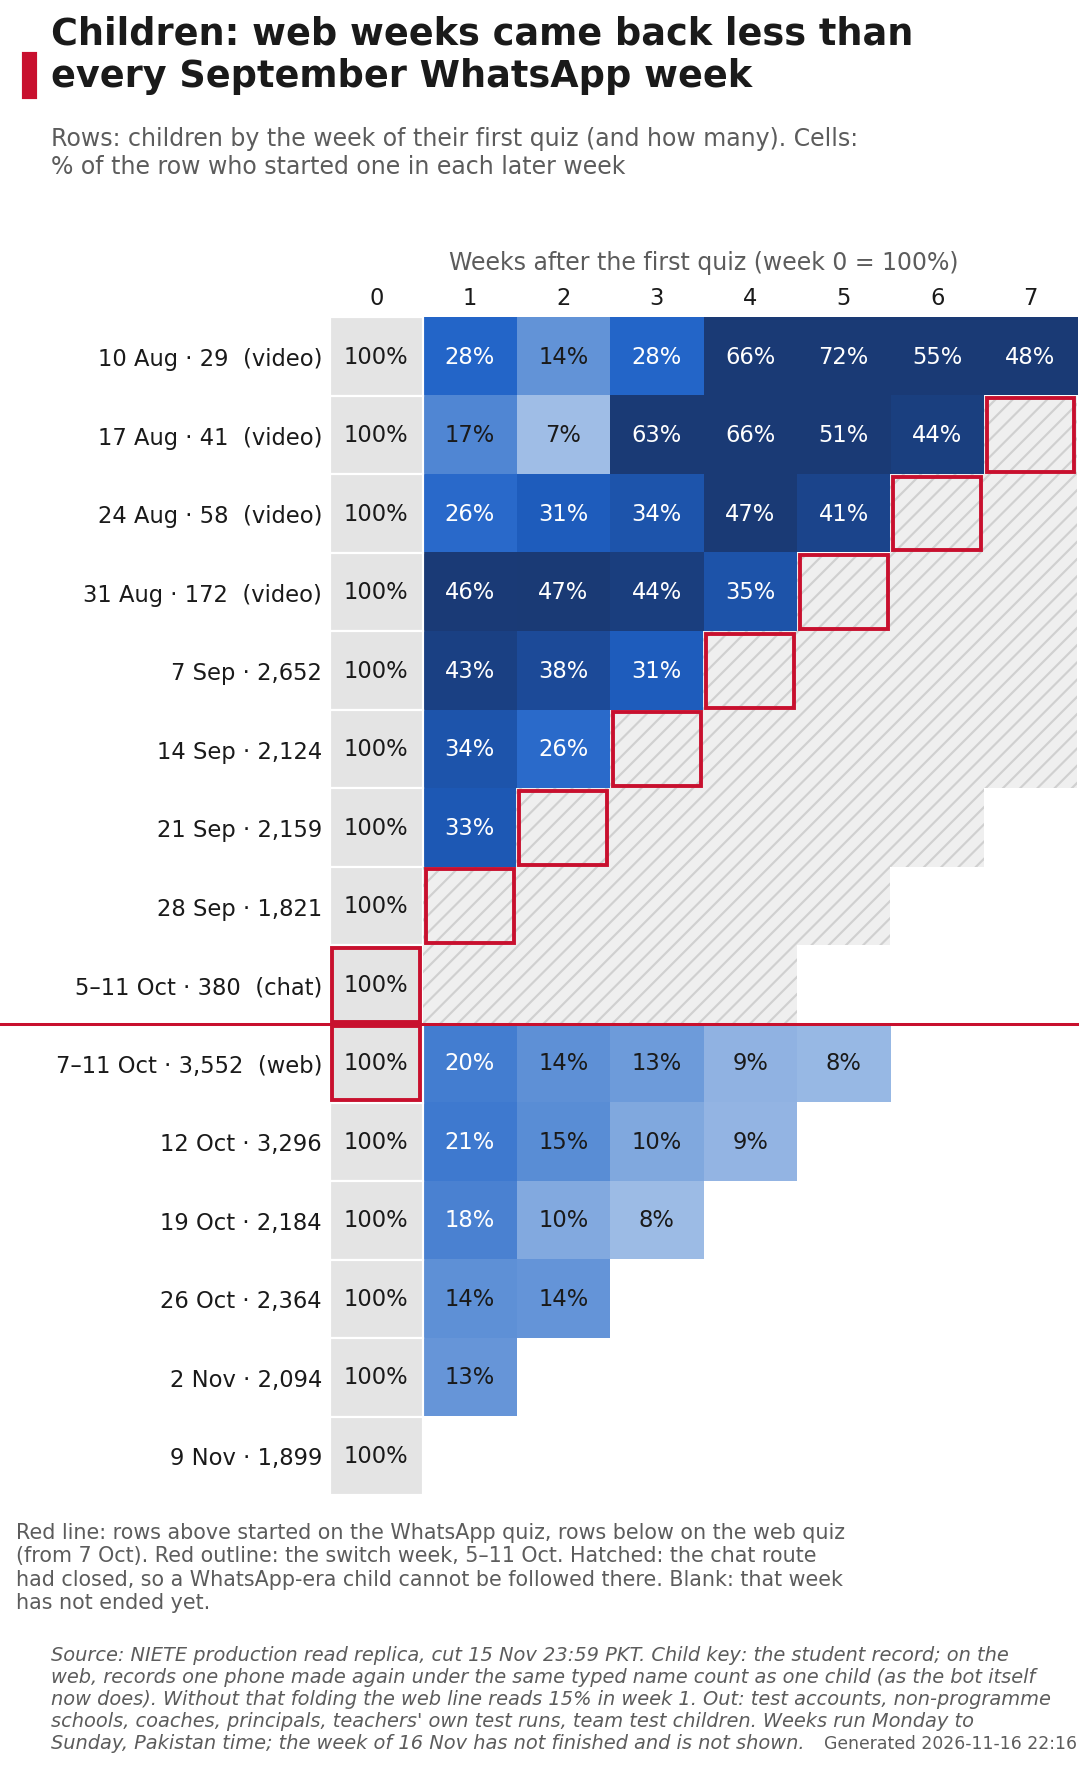 Children: web weeks came back less than
every September WhatsApp week
Rows: children by the week of their first quiz (and how many). Cells:
% of the row who started one in each later week
Weeks after the first quiz (week 0 = 100%)
0 1 2 3 4 5 6 7
10 Aug · 29 (video) 100% 28% 14% 28% 66% 72% 55% 48%
17 Aug · 41 (video) 100% 17% 7% 63% 66% 51% 44%
24 Aug · 58 (video) 100% 26% 31% 34% 47% 41%
31 Aug · 172 (video) 100% 46% 47% 44% 35%
7 Sep · 2,652 100% 43% 38% 31%
14 Sep · 2,124 100% 34% 26%
21 Sep · 2,159 100% 33%
28 Sep · 1,821 100%
5–11 Oct · 380 (chat) 100%
7–11 Oct · 3,552 (web) 100% 20% 14% 13% 9% 8%
12 Oct · 3,296 100% 21% 15% 10% 9%
19 Oct · 2,184 100% 18% 10% 8%
26 Oct · 2,364 100% 14% 14%
2 Nov · 2,094 100% 13%
9 Nov · 1,899 100%
Red line: rows above started on the WhatsApp quiz, rows below on the web quiz
(from 7 Oct). Red outline: the switch week, 5–11 Oct. Hatched: the chat route
had closed, so a WhatsApp-era child cannot be followed there. Blank: that week
has not ended yet.
Source: NIETE production read replica, cut 15 Nov 23:59 PKT. Child key: the student record; on the
web, records one phone made again under the same typed name count as one child (as the bot itself
now does). Without that folding the web line reads 15% in week 1. Out: test accounts, non-programme
schools, coaches, principals, teachers' own test runs, team test children. Weeks run Monday to
Sunday, Pakistan time; the week of 16 Nov has not finished and is not shown. Generated 2026-11-16 22:16